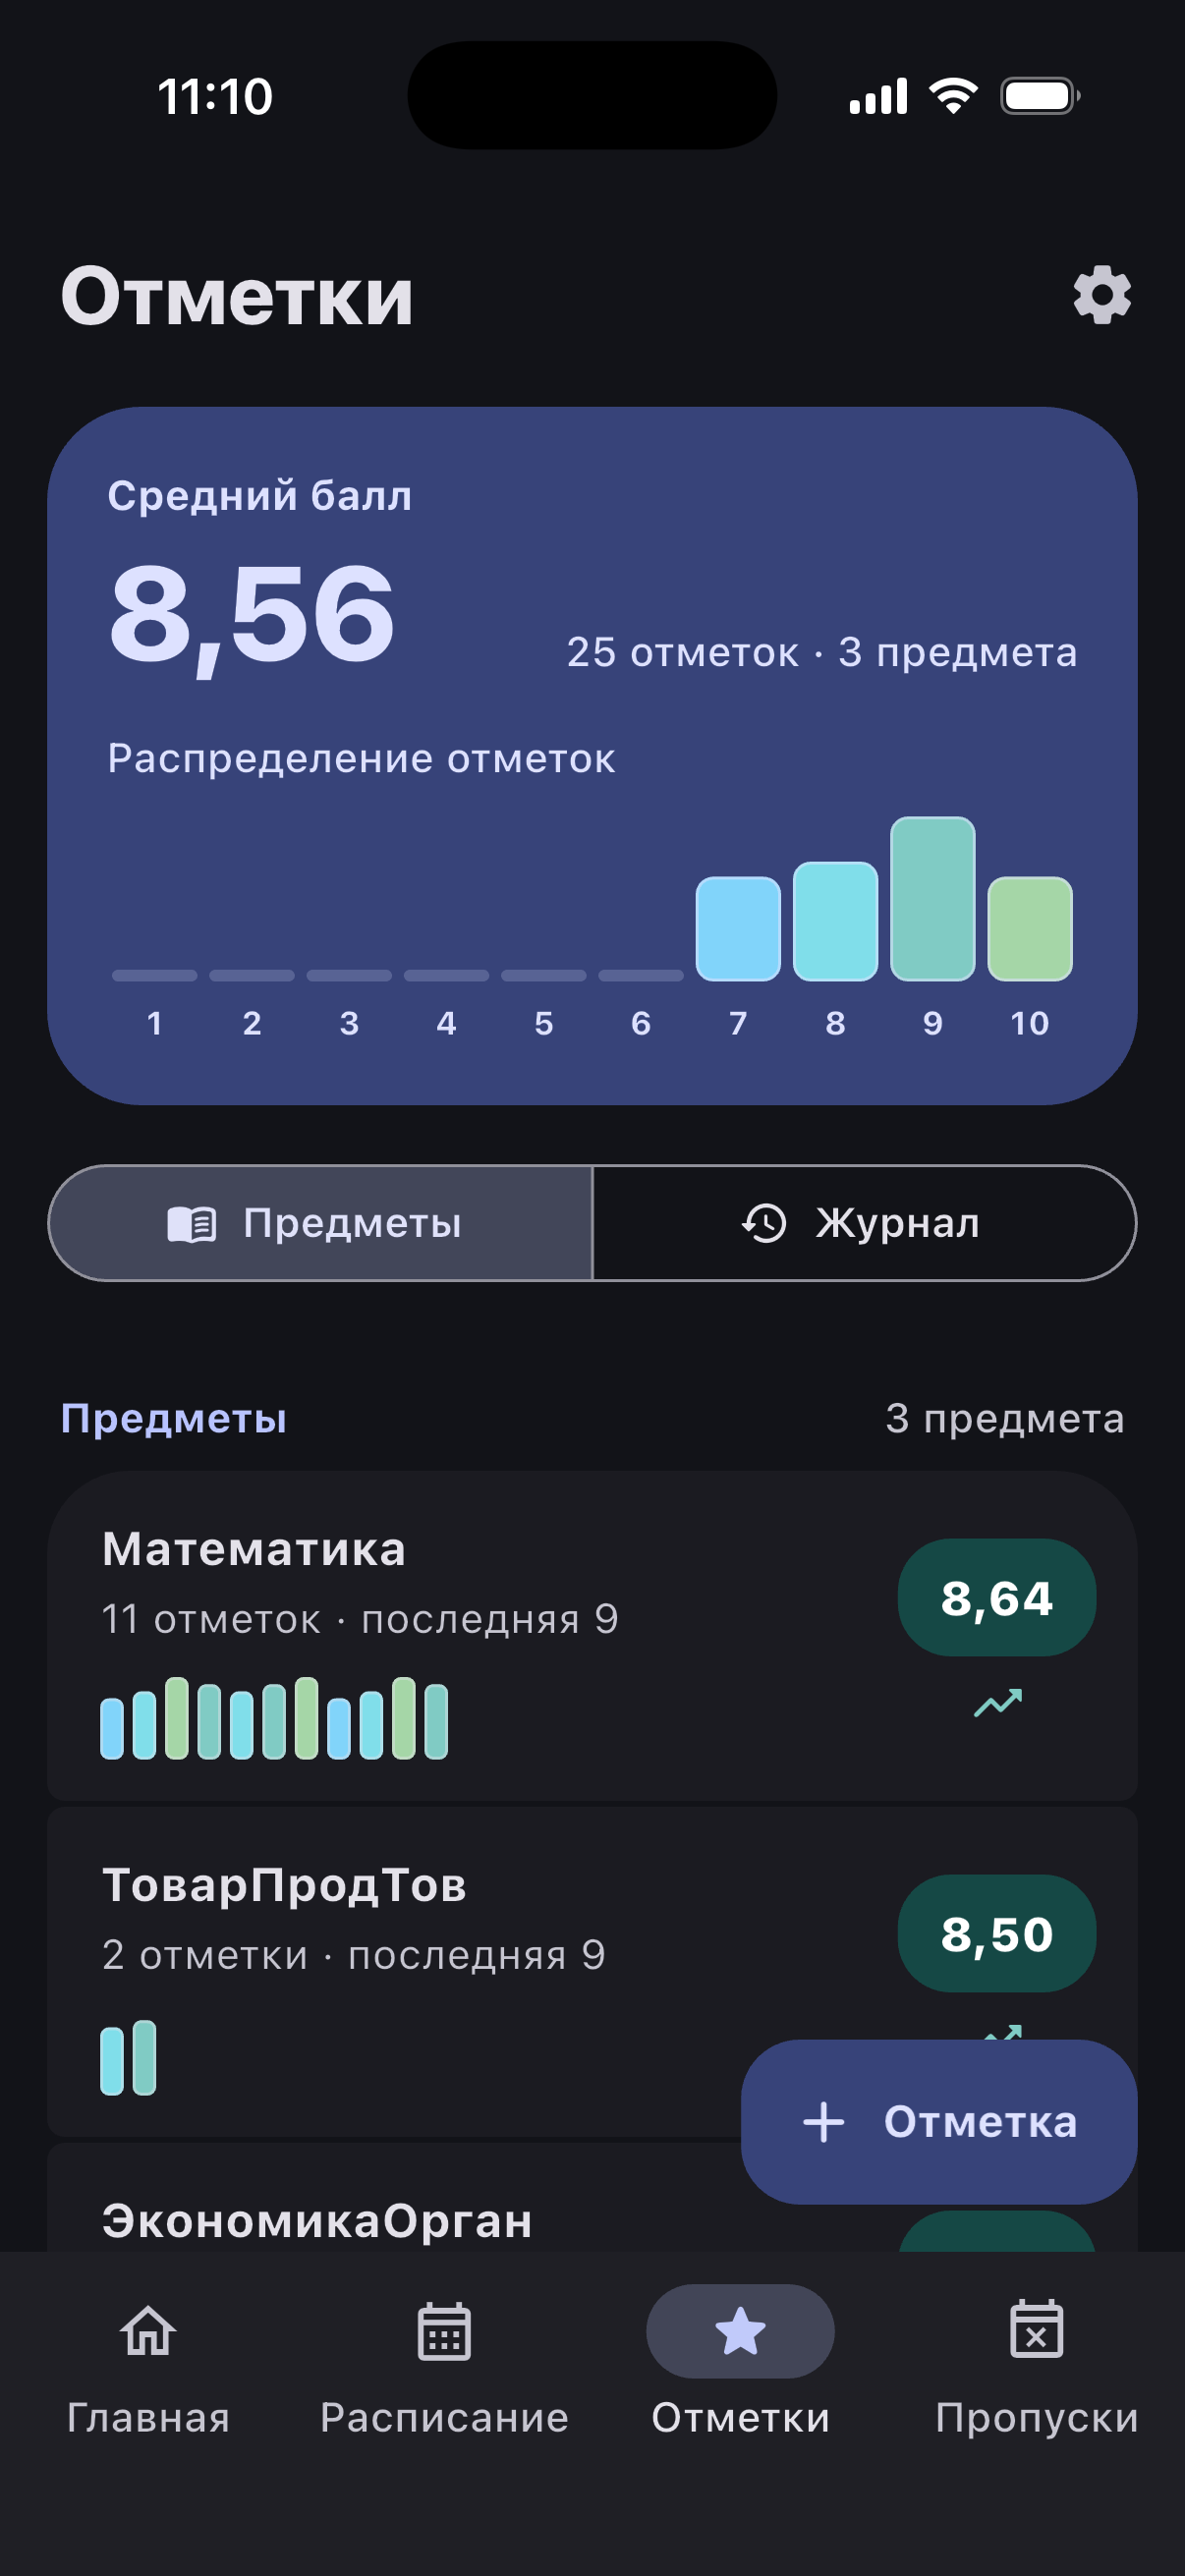 11:10
Отметки
Средний балл
8,56
25 отметок · 3 предмета
Распределение отметок
1 2 3 4 5 6 7 8 9 10
Предметы
Журнал
Предметы
3 предмета
Математика
11 отметок · последняя 9
8,64
ТоварПродТов
2 отметки · последняя 9
8,50
Отметка
ЭкономикаОрган
Главная
Расписание
Отметки
Пропуски